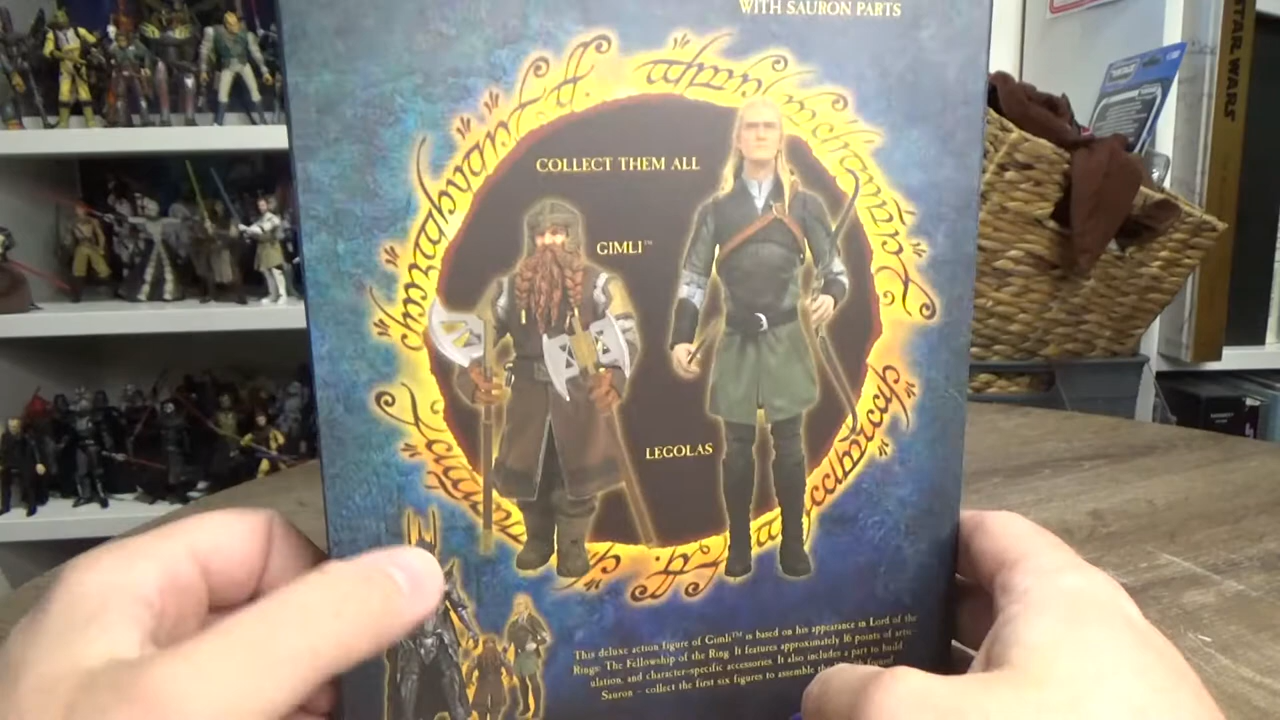 WITH SAURON PARTS
COLLECT THEM ALL
GIMLI™
LEGOLAS
This deluxe action figure of Gimli™ is based on his appearance in Lord of the
Rings: The Fellowship of the Ring. It features approximately 16 points of artic-
ulation, and character-specific accessories. It also includes a part to build
Sauron - collect the first six figures to assemble the
STAR WARS